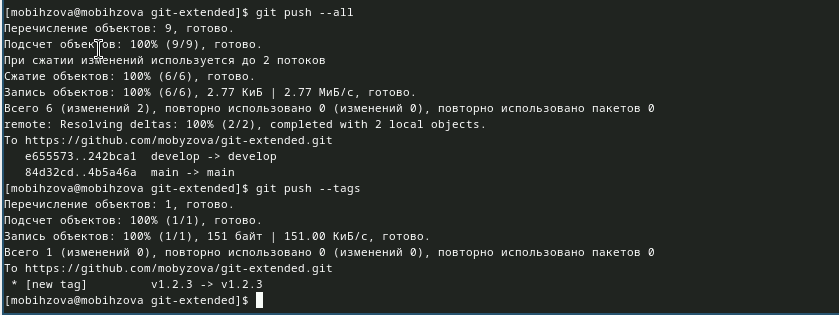 [mobihzova@mobihzova git-extended]$ git push --all
Перечисление объектов: 9, готово.
Подсчет объектов: 100% (9/9), готово.
При сжатии изменений используется до 2 потоков
Сжатие объектов: 100% (6/6), готово.
Запись объектов: 100% (6/6), 2.77 КиБ | 2.77 МиБ/с, готово.
Всего 6 (изменений 2), повторно использовано 0 (изменений 0), повторно использовано пакетов 0
remote: Resolving deltas: 100% (2/2), completed with 2 local objects.
To https://github.com/mobyzova/git-extended.git
   e655573..242bca1  develop -> develop
   84d32cd..4b5a46a  main -> main
[mobihzova@mobihzova git-extended]$ git push --tags
Перечисление объектов: 1, готово.
Подсчет объектов: 100% (1/1), готово.
Запись объектов: 100% (1/1), 151 байт | 151.00 КиБ/с, готово.
Всего 1 (изменений 0), повторно использовано 0 (изменений 0), повторно использовано пакетов 0
To https://github.com/mobyzova/git-extended.git
 * [new tag]         v1.2.3 -> v1.2.3
[mobihzova@mobihzova git-extended]$